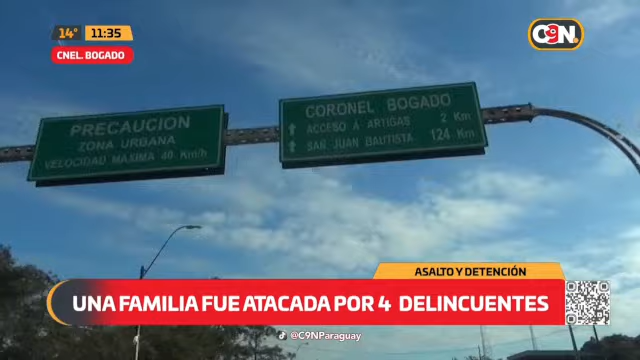 14°
11:35
CNEL. BOGADO
C9N
PRECAUCION
ZONA URBANA
VELOCIDAD MAXIMA 40 Km/h
CORONEL BOGADO
ACCESO A ARTIGAS 2 Km
SAN JUAN BAUTISTA 124 Km
ASALTO Y DETENCIÓN
UNA FAMILIA FUE ATACADA POR 4 DELINCUENTES
@C9NParaguay